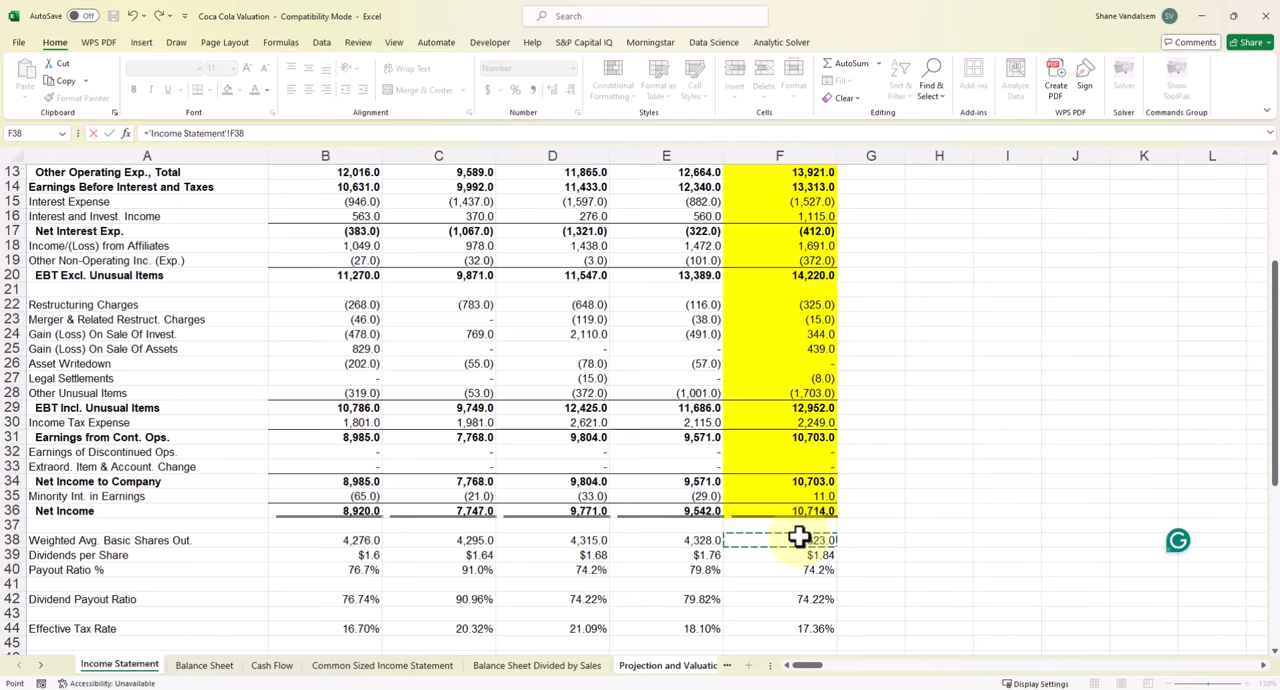 AutoSave Off Coca Cola Valuation - Compatibility Mode - Excel Search Shane Vandalsem SV
File Home WPS PDF Insert Draw Page Layout Formulas Data Review View Automate Developer Help S&P Capital IQ Morningstar Data Science Analytic Solver Comments Share
Paste Cut Copy Format Painter Clipboard
11 A A B I U A Font
Wrap Text Merge & Center Alignment
Number $ % , Number
Conditional Formatting Format as Table Cell Styles Styles
Insert Delete Format Cells
AutoSum Fill Clear Sort & Filter Find & Select Editing
Add-ins Add-ins
Analyze Data
Create PDF Sign WPS PDF
Solver Solver
Show ToolPak Commands Group
F38 fx ='Income Statement'!F38
A B C D E F G H I J K L
13 Other Operating Exp., Total 12,016.0 9,589.0 11,865.0 12,664.0 13,921.0
14 Earnings Before Interest and Taxes 10,631.0 9,992.0 11,433.0 12,340.0 13,313.0
15 Interest Expense (946.0) (1,437.0) (1,597.0) (882.0) (1,527.0)
16 Interest and Invest. Income 563.0 370.0 276.0 560.0 1,115.0
17 Net Interest Exp. (383.0) (1,067.0) (1,321.0) (322.0) (412.0)
18 Income/(Loss) from Affiliates 1,049.0 978.0 1,438.0 1,472.0 1,691.0
19 Other Non-Operating Inc. (Exp.) (27.0) (32.0) (3.0) (101.0) (372.0)
20 EBT Excl. Unusual Items 11,270.0 9,871.0 11,547.0 13,389.0 14,220.0
21
22 Restructuring Charges (268.0) (783.0) (648.0) (116.0) (325.0)
23 Merger & Related Restruct. Charges (46.0) - (119.0) (38.0) (15.0)
24 Gain (Loss) On Sale Of Invest. (478.0) 769.0 2,110.0 (491.0) 344.0
25 Gain (Loss) On Sale Of Assets 829.0 - - - 439.0
26 Asset Writedown (202.0) (55.0) (78.0) (57.0) -
27 Legal Settlements - - (15.0) - (8.0)
28 Other Unusual Items (319.0) (53.0) (372.0) (1,001.0) (1,703.0)
29 EBT Incl. Unusual Items 10,786.0 9,749.0 12,425.0 11,686.0 12,952.0
30 Income Tax Expense 1,801.0 1,981.0 2,621.0 2,115.0 2,249.0
31 Earnings from Cont. Ops. 8,985.0 7,768.0 9,804.0 9,571.0 10,703.0
32 Earnings of Discontinued Ops. - - - - -
33 Extraord. Item & Account. Change - - - - -
34 Net Income to Company 8,985.0 7,768.0 9,804.0 9,571.0 10,703.0
35 Minority Int. in Earnings (65.0) (21.0) (33.0) (29.0) 11.0
36 Net Income 8,920.0 7,747.0 9,771.0 9,542.0 10,714.0
37
38 Weighted Avg. Basic Shares Out. 4,276.0 4,295.0 4,315.0 4,328.0
39 Dividends per Share $1.6 $1.64 $1.68 $1.76 $1.84
40 Payout Ratio % 76.7% 91.0% 74.2% 79.8% 74.2%
41
42 Dividend Payout Ratio 76.74% 90.96% 74.22% 79.82% 74.22%
43
44 Effective Tax Rate 16.70% 20.32% 21.09% 18.10% 17.36%
45
Income Statement Balance Sheet Cash Flow Common Sized Income Statement Balance Sheet Divided by Sales Projection and Valuatio ... +
Point Accessibility: Unavailable Display Settings 130%